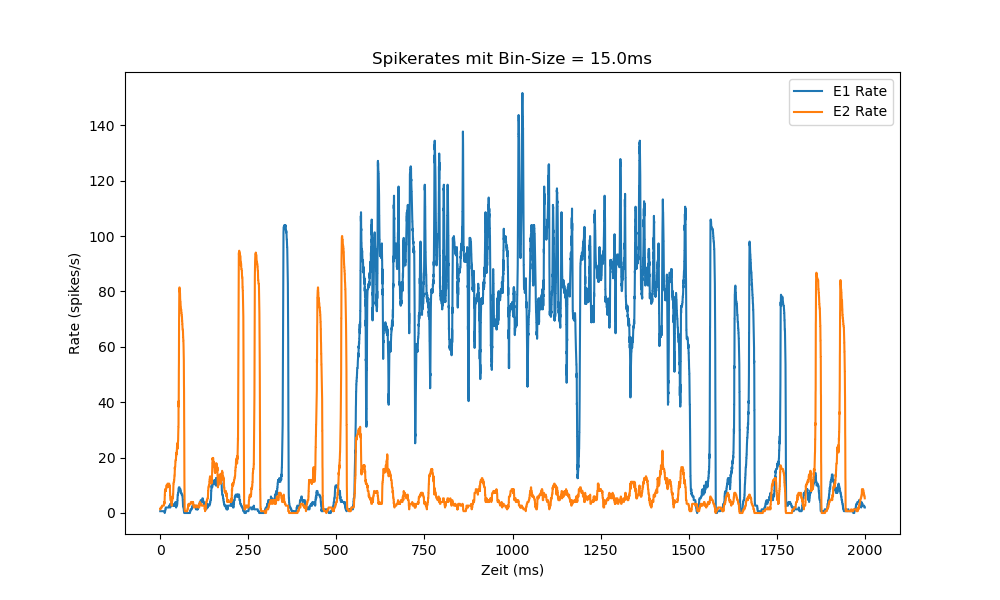 Spikerates mit Bin-Size = 15.0ms
E1 Rate
E2 Rate
Rate (spikes/s)
140
120
100
80
60
40
20
0
0 250 500 750 1000 1250 1500 1750 2000
Zeit (ms)